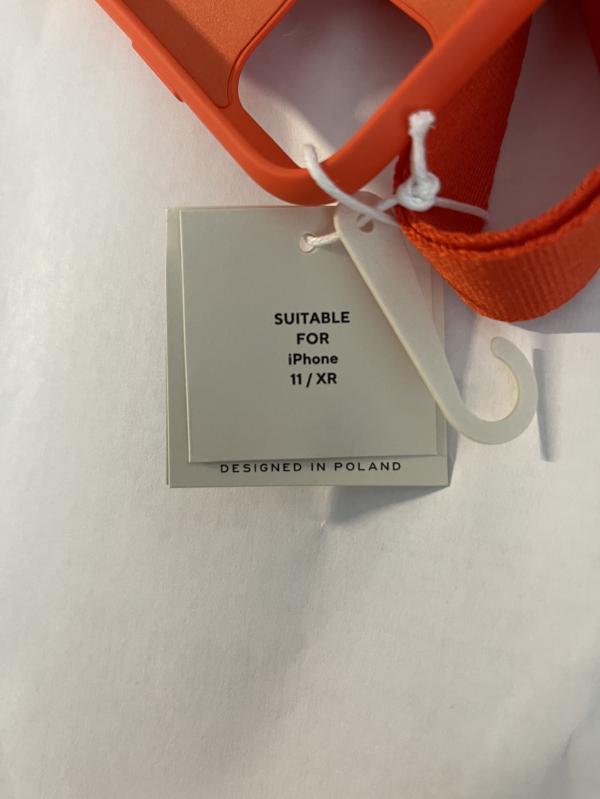 SUITABLE
FOR
iPhone
11 / XR
DESIGNED IN POLAND